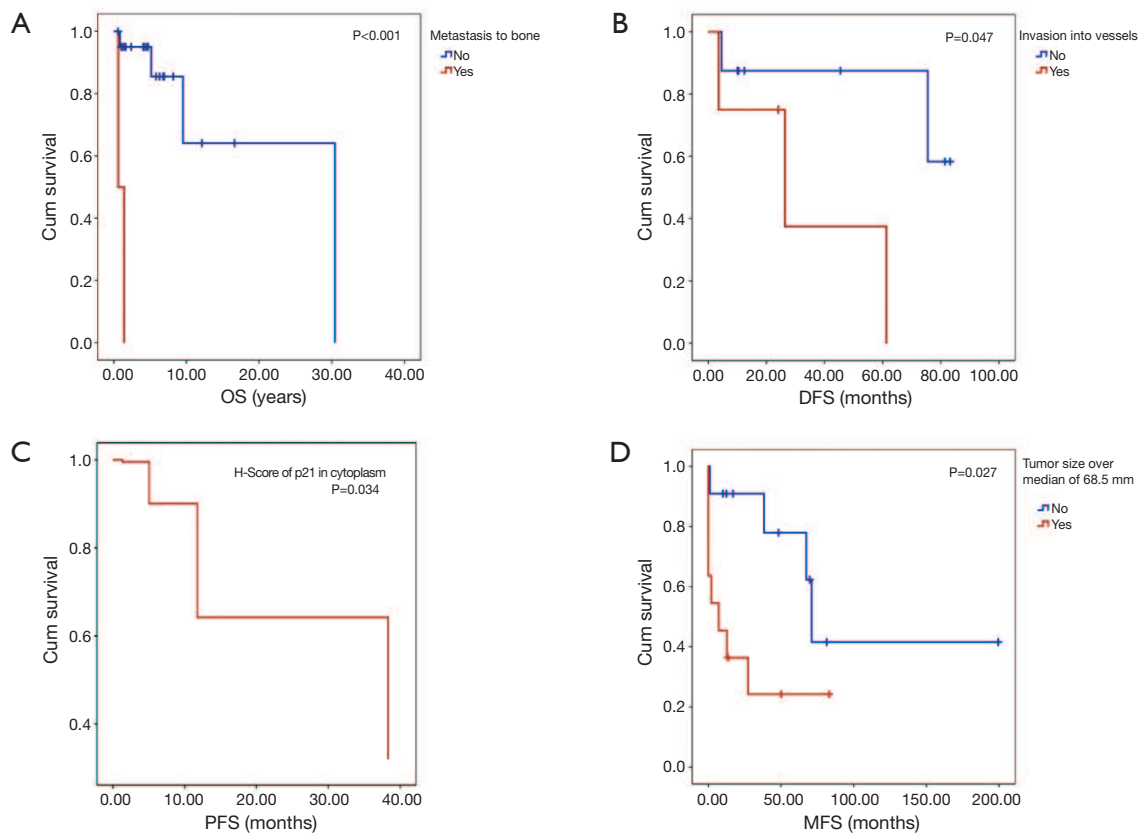 A
P<0.001
Metastasis to bone
No
Yes
1.0
0.8
0.6
0.4
0.2
0.0
Cum survival
0.00 10.00 20.00 30.00 40.00
OS (years)
B
P=0.047
Invasion into vessels
No
Yes
1.0
0.8
0.6
0.4
0.2
0.0
Cum survival
0.00 20.00 40.00 60.00 80.00 100.00
DFS (months)
C
H-Score of p21 in cytoplasm
P=0.034
1.0
0.8
0.6
0.4
Cum survival
0.00 10.00 20.00 30.00 40.00
PFS (months)
D
P=0.027
Tumor size over
median of 68.5 mm
No
Yes
1.0
0.8
0.6
0.4
0.2
0.0
Cum survival
0.00 50.00 100.00 150.00 200.00
MFS (months)